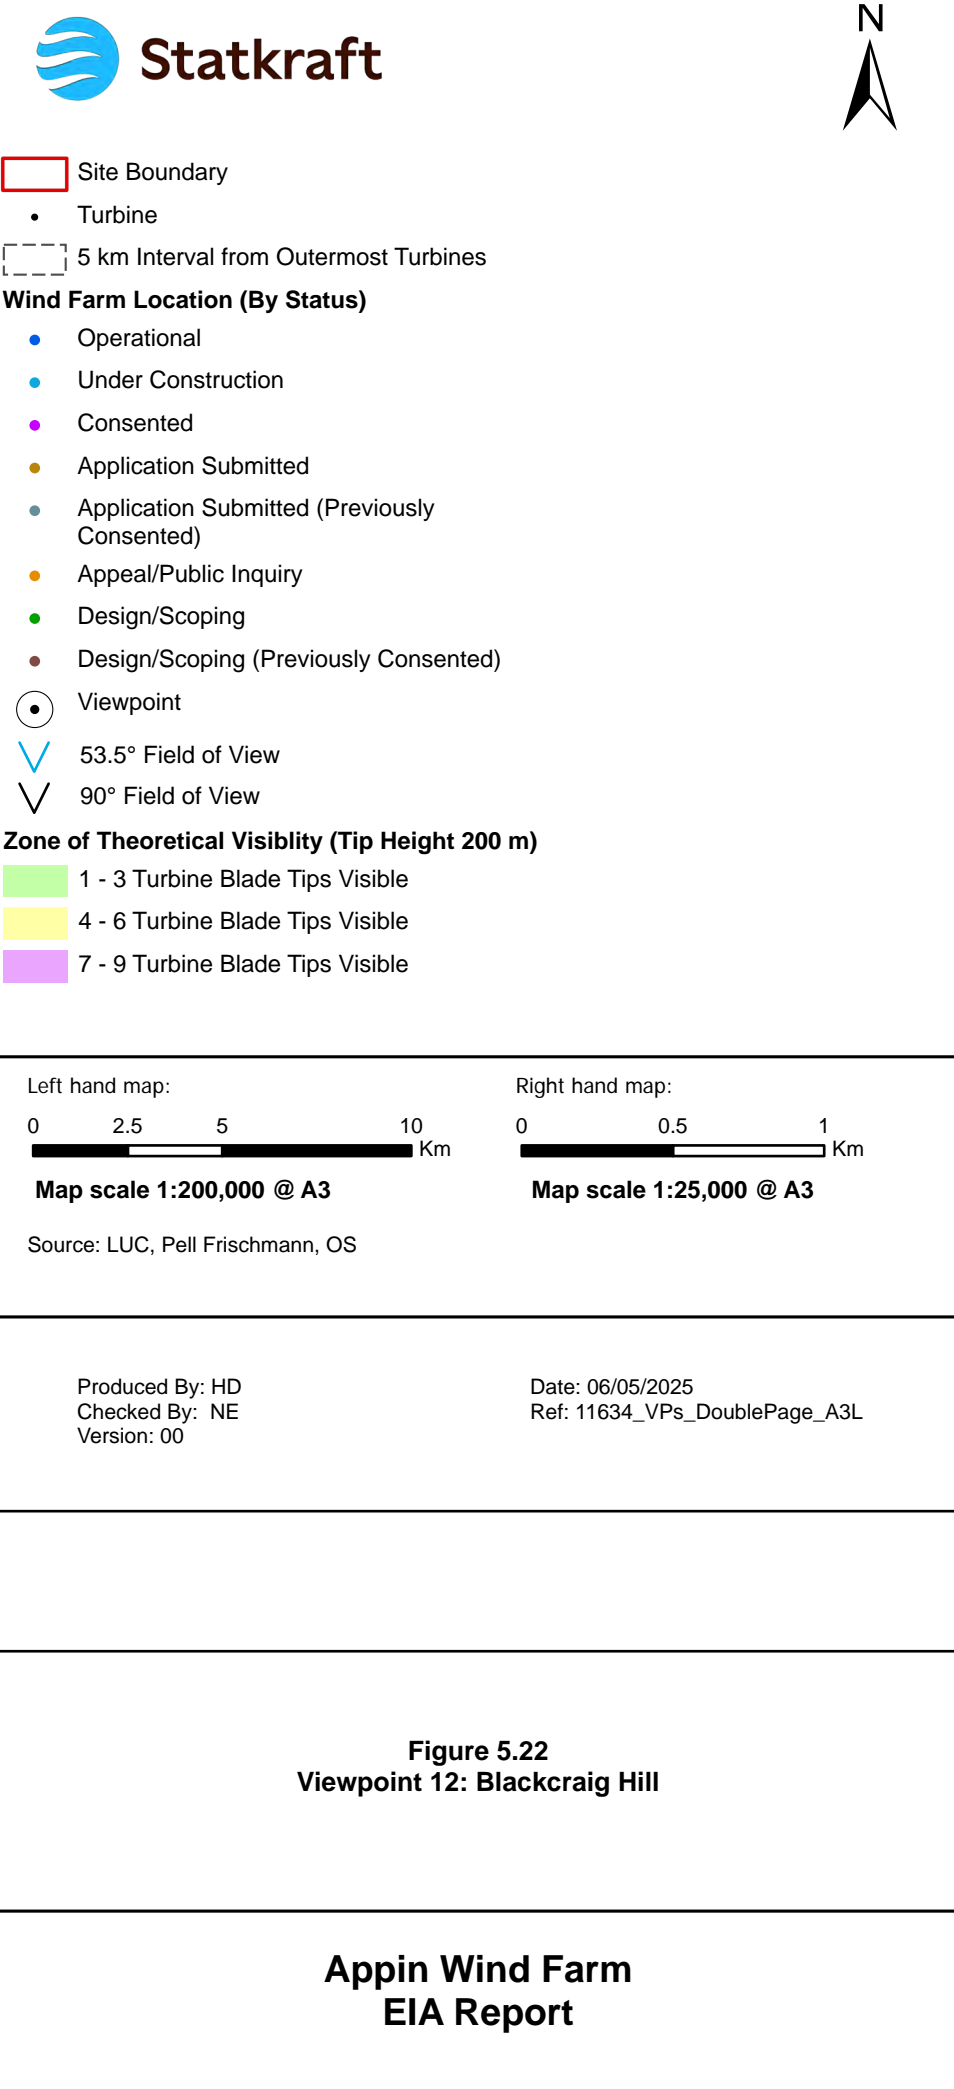 Statkraft
N
Site Boundary
Turbine
5 km Interval from Outermost Turbines
Wind Farm Location (By Status)
Operational
Under Construction
Consented
Application Submitted
Application Submitted (Previously
Consented)
Appeal/Public Inquiry
Design/Scoping
Design/Scoping (Previously Consented)
Viewpoint
53.5° Field of View
90° Field of View
Zone of Theoretical Visiblity (Tip Height 200 m)
1 - 3 Turbine Blade Tips Visible
4 - 6 Turbine Blade Tips Visible
7 - 9 Turbine Blade Tips Visible
Left hand map:
0 2.5 5 10
Km
Map scale 1:200,000 @ A3
Right hand map:
0 0.5 1
Km
Map scale 1:25,000 @ A3
Source: LUC, Pell Frischmann, OS
Produced By: HD
Checked By: NE
Version: 00
Date: 06/05/2025
Ref: 11634_VPs_DoublePage_A3L
Figure 5.22
Viewpoint 12: Blackcraig Hill
Appin Wind Farm
EIA Report